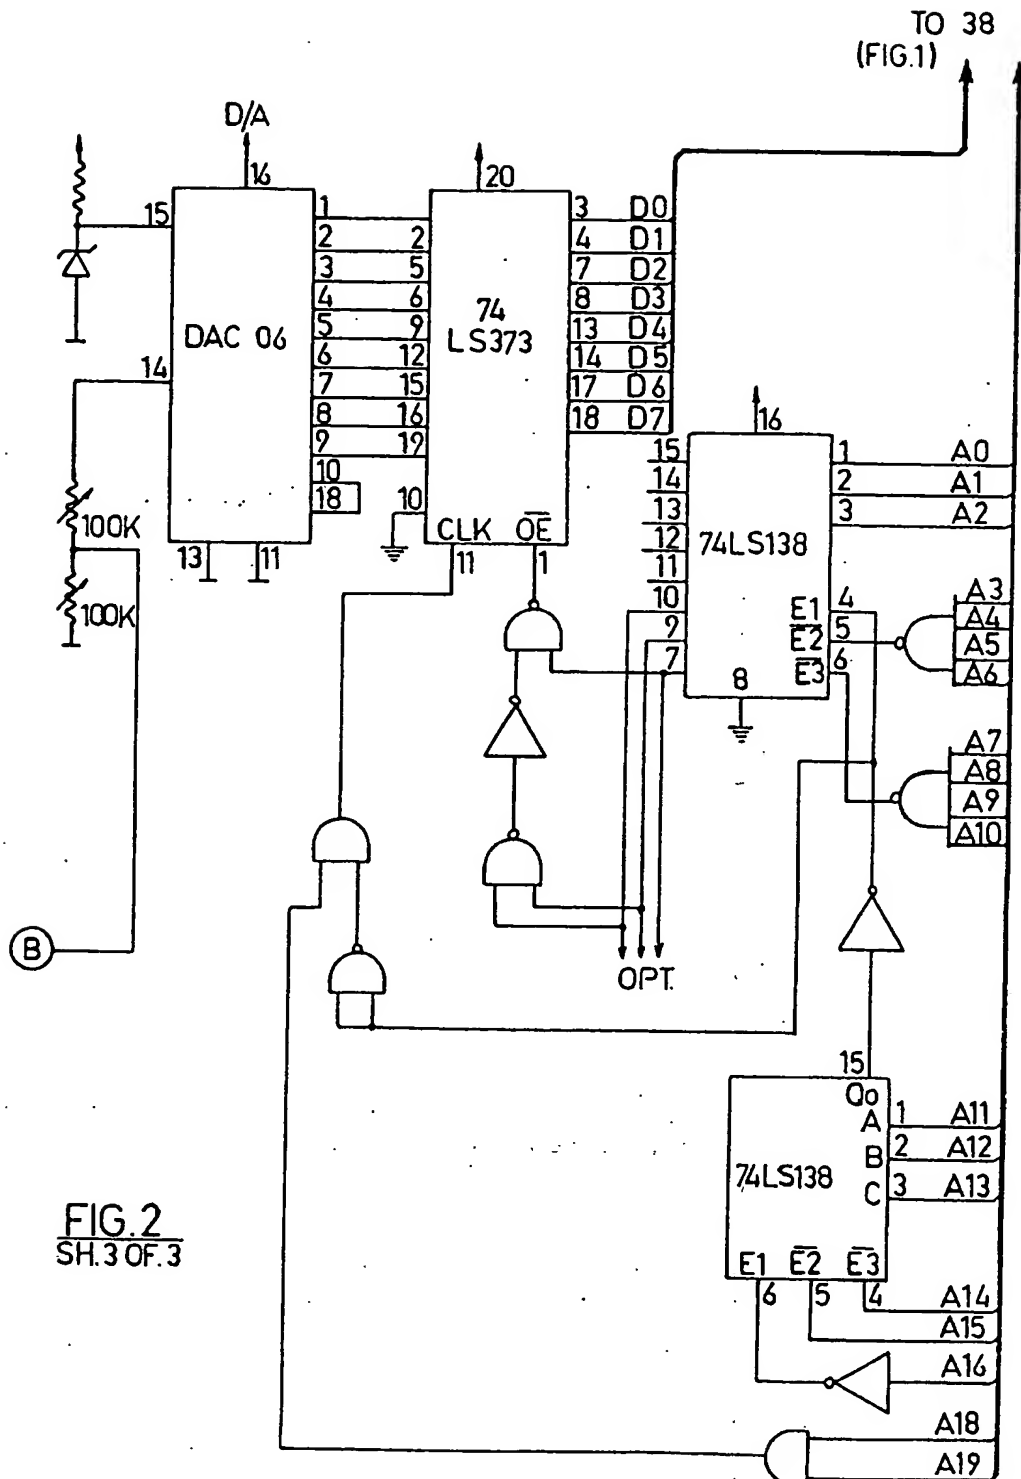 TO 38
(FIG.1)
D/A
16
15
14
DAC 06
1
2
3
4
5
6
7
8
9
10
18
13
11
100K
100K
B
20
2
5
6
9
12
15
16
19
10
74
LS373
CLK
OE
11
1
3 D0
4 D1
7 D2
8 D3
13 D4
14 D5
17 D6
18 D7
16
15
14
13
12
11
10
9
7
74LS138
8
1 A0
2 A1
3 A2
E1 4
E2 5
E3 6
A3
A4
A5
A6
A7
A8
A9
A10
OPT.
15
Qo
A 1 A11
B 2 A12
C 3 A13
74LS138
E1 E2 E3
6 5 4
A14
A15
A16
A18
A19
FIG.2
SH.3 OF.3